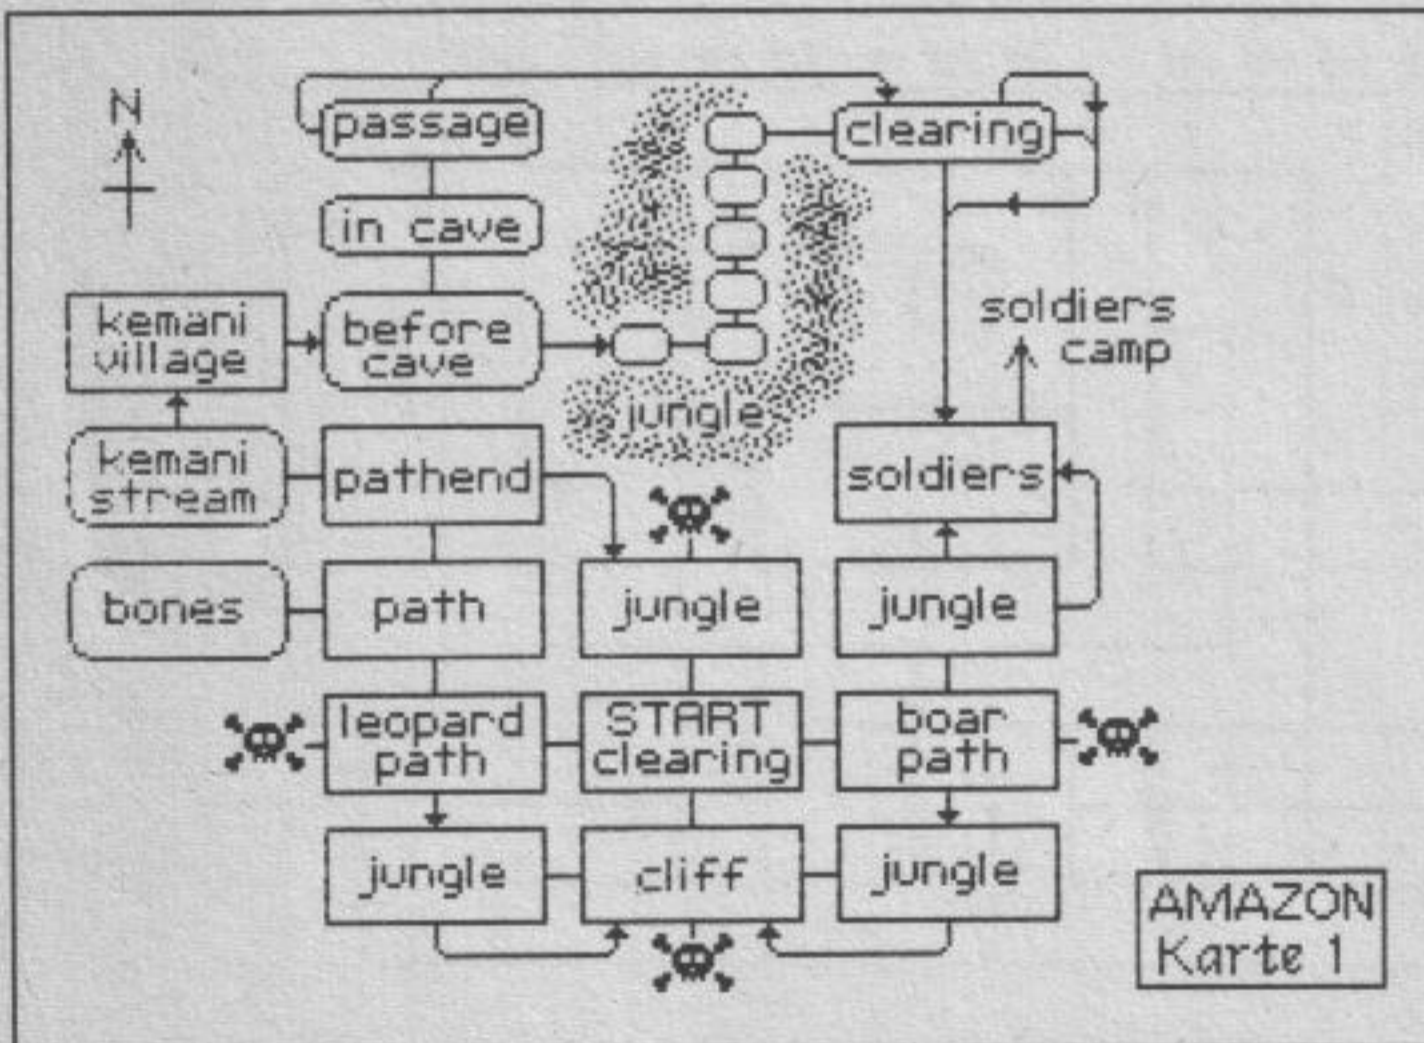 N
passage
clearing
in cave
kemani
village
before
cave
soldiers
camp
jungle
kemani
stream
pathend
soldiers
bones
path
jungle
jungle
leopard
path
START
clearing
boar
path
jungle
cliff
jungle
AMAZON
Karte 1